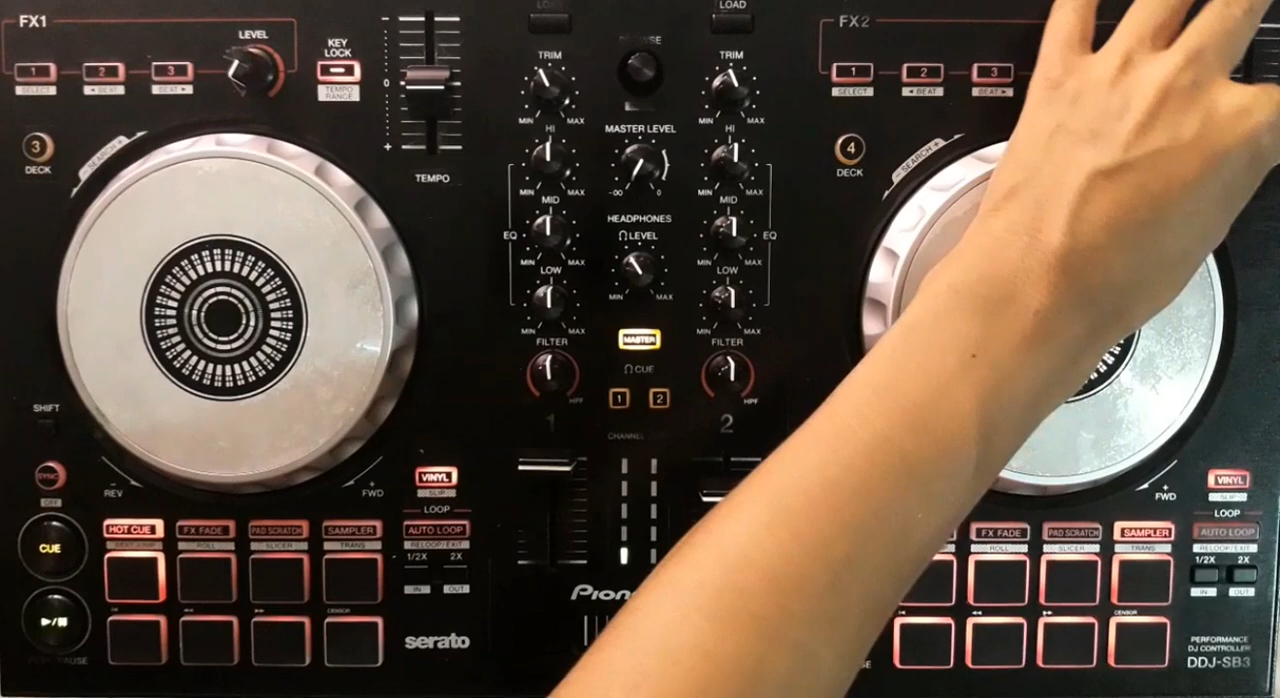 FX1
LEVEL
KEY
LOCK
1
2
3
SELECT
◄ BEAT
BEAT ►
TEMPO
RANGE
0
+
TEMPO
3
DECK
SEARCH +
LOAD
LOAD
TRIM
TRIM
MIN
MAX
MIN
MAX
HI
HI
MASTER LEVEL
MIN
MAX
-∞
0
MIN
MAX
MID
MID
HEADPHONES
LEVEL
EQ
EQ
MIN
MAX
MIN
MAX
LOW
LOW
MIN
MAX
MIN
MAX
MIN
MAX
FILTER
FILTER
MASTER
HPF
HPF
CUE
1
2
1
2
CHANNEL
FX2
1
2
3
SELECT
◄ BEAT
BEAT ►
4
DECK
- SEARCH +
SHIFT
SYNC
OFF
- REV
+ FWD
VINYL
SLIP
LOOP
HOT CUE
FX FADE
PAD SCRATCH
SAMPLER
AUTO LOOP
ROLL
SLICER
TRANS
RELOOP/EXIT
1/2X
2X
IN
OUT
CUE
►/II
CENSOR
serato
+ FWD
VINYL
SLIP
LOOP
FX FADE
PAD SCRATCH
SAMPLER
AUTO LOOP
ROLL
SLICER
TRANS
RELOOP/EXIT
1/2X
2X
IN
OUT
CENSOR
PERFORMANCE
DJ CONTROLLER
DDJ-SB3